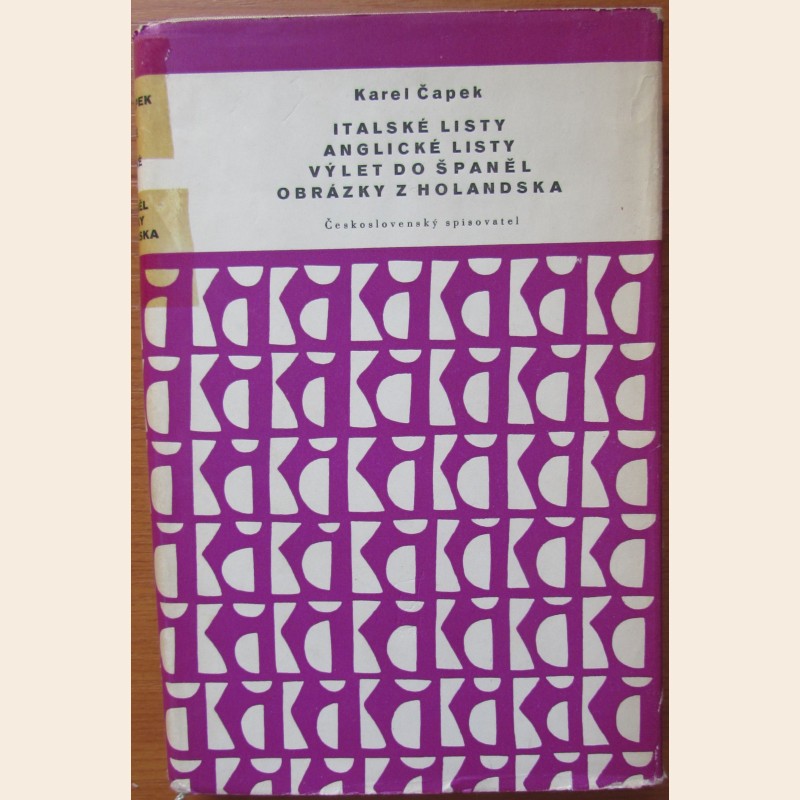 Karel Čapek
ITALSKÉ LISTY
ANGLICKÉ LISTY
VÝLET DO ŠPANĚL
OBRÁZKY Z HOLANDSKA
Československý spisovatel